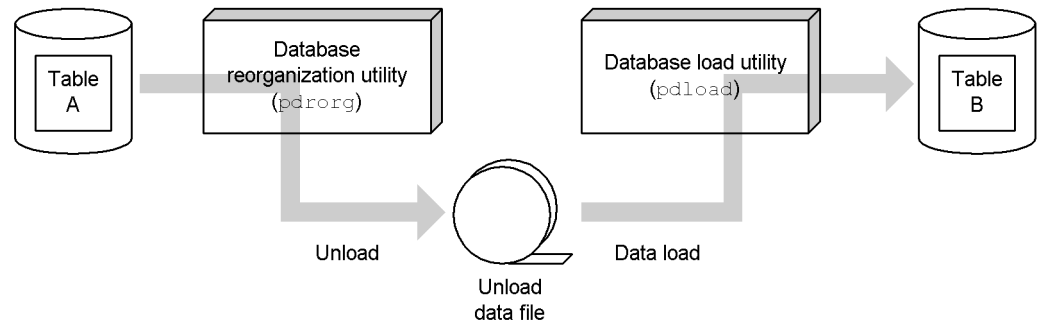 Table
A
Database
reorganization utility
(pdrorg)
Database load utility
(pdload)
Table
B
Unload
Data load
Unload
data file